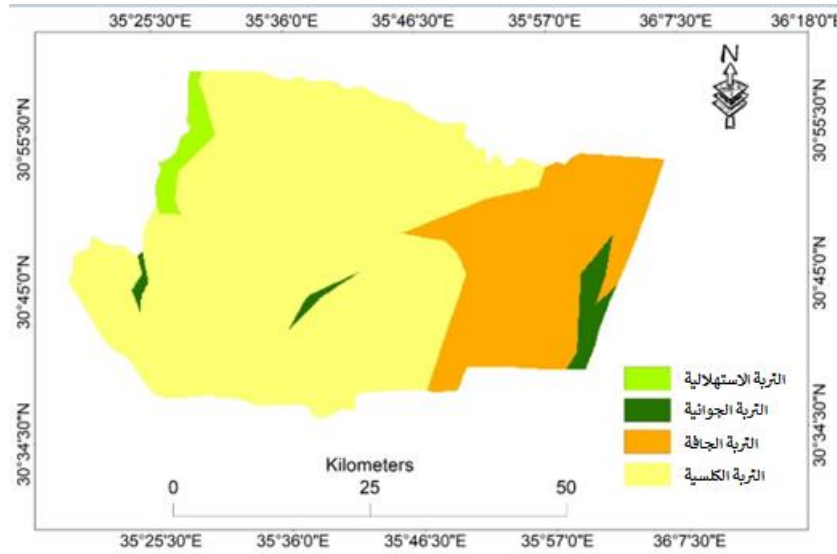 35°25'30"E 35°36'0"E 35°46'30"E 35°57'0"E 36°7'30"E 36°18'0"E
N
30°55'30"N 30°55'30"N
30°45'0"N 30°45'0"N
30°34'30"N 30°34'30"N
التربة الاستهلالية
التربة الجوانية
التربة الجافة
التربة الكلسية
Kilometers
0 25 50
35°25'30"E 35°36'0"E 35°46'30"E 35°57'0"E 36°7'30"E